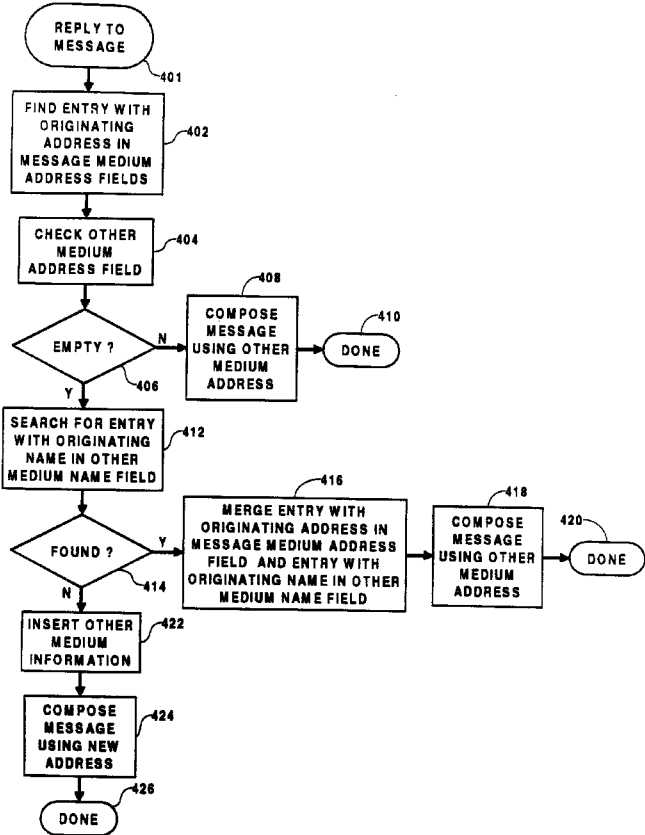 REPLY TO
MESSAGE
401
FIND ENTRY WITH
ORIGINATING
ADDRESS IN
MESSAGE MEDIUM
ADDRESS FIELDS
402
CHECK OTHER
MEDIUM
ADDRESS FIELD
404
EMPTY ?
406
N
Y
408
COMPOSE
MESSAGE
USING OTHER
MEDIUM
ADDRESS
410
DONE
SEARCH FOR ENTRY
WITH ORIGINATING
NAME IN OTHER
MEDIUM NAME FIELD
412
FOUND ?
414
Y
N
416
MERGE ENTRY WITH
ORIGINATING ADDRESS IN
MESSAGE MEDIUM ADDRESS
FIELD AND ENTRY WITH
ORIGINATING NAME IN OTHER
MEDIUM NAME FIELD
418
COMPOSE
MESSAGE
USING OTHER
MEDIUM
ADDRESS
420
DONE
INSERT OTHER
MEDIUM
INFORMATION
422
COMPOSE
MESSAGE
USING NEW
ADDRESS
424
426
DONE